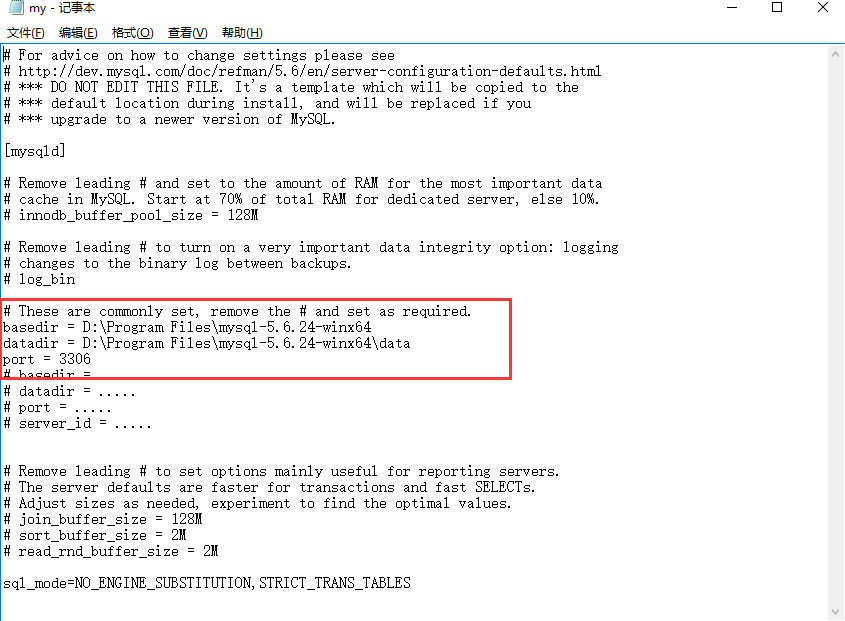 my - 记事本
文件(F) 编辑(E) 格式(O) 查看(V) 帮助(H)
# For advice on how to change settings please see
# http://dev.mysql.com/doc/refman/5.6/en/server-configuration-defaults.html
# *** DO NOT EDIT THIS FILE. It's a template which will be copied to the
# *** default location during install, and will be replaced if you
# *** upgrade to a newer version of MySQL.
[mysqld]
# Remove leading # and set to the amount of RAM for the most important data
# cache in MySQL. Start at 70% of total RAM for dedicated server, else 10%.
# innodb_buffer_pool_size = 128M
# Remove leading # to turn on a very important data integrity option: logging
# changes to the binary log between backups.
# log_bin
# These are commonly set, remove the # and set as required.
basedir = D:\Program Files\mysql-5.6.24-winx64
datadir = D:\Program Files\mysql-5.6.24-winx64\data
port = 3306
# basedir =
# datadir = .....
# port = .....
# server_id = .....
# Remove leading # to set options mainly useful for reporting servers.
# The server defaults are faster for transactions and fast SELECTs.
# Adjust sizes as needed, experiment to find the optimal values.
# join_buffer_size = 128M
# sort_buffer_size = 2M
# read_rnd_buffer_size = 2M
sql_mode=NO_ENGINE_SUBSTITUTION,STRICT_TRANS_TABLES